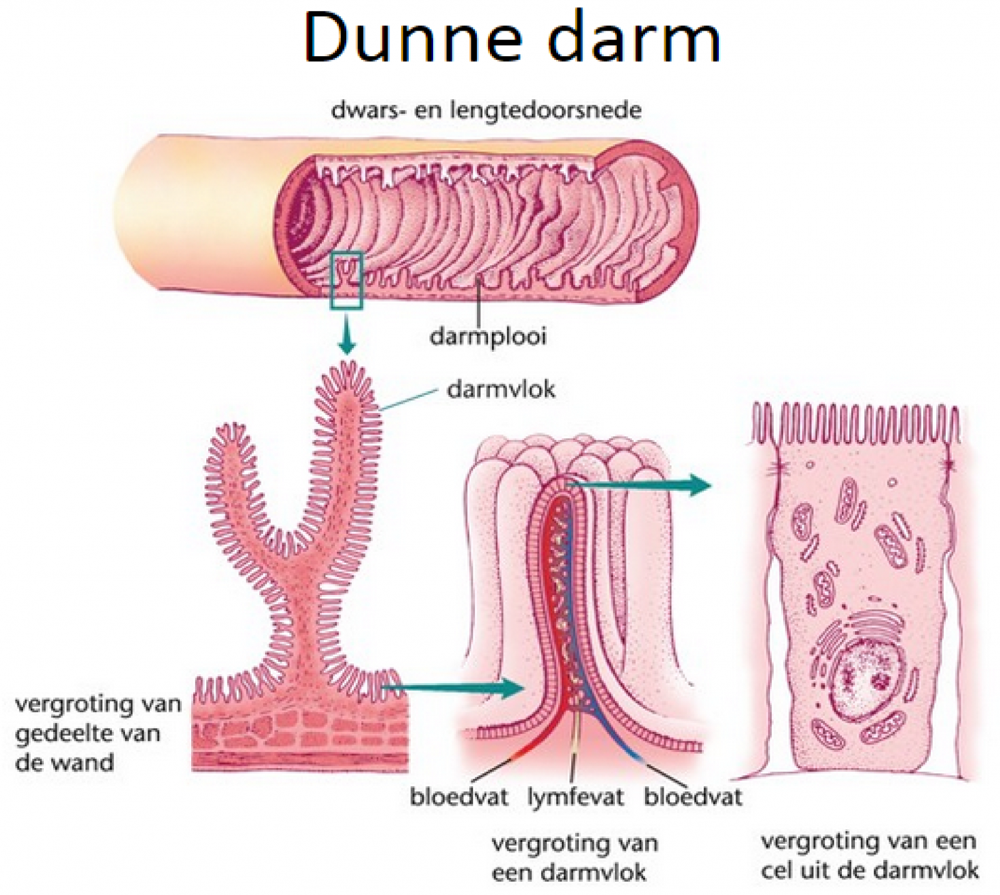 Dunne darm
dwars- en lengtedoorsnede
darmplooi
darmvlok
vergroting van
gedeelte van
de wand
bloedvat lymfevat bloedvat
vergroting van
een darmvlok
vergroting van een
cel uit de darmvlok